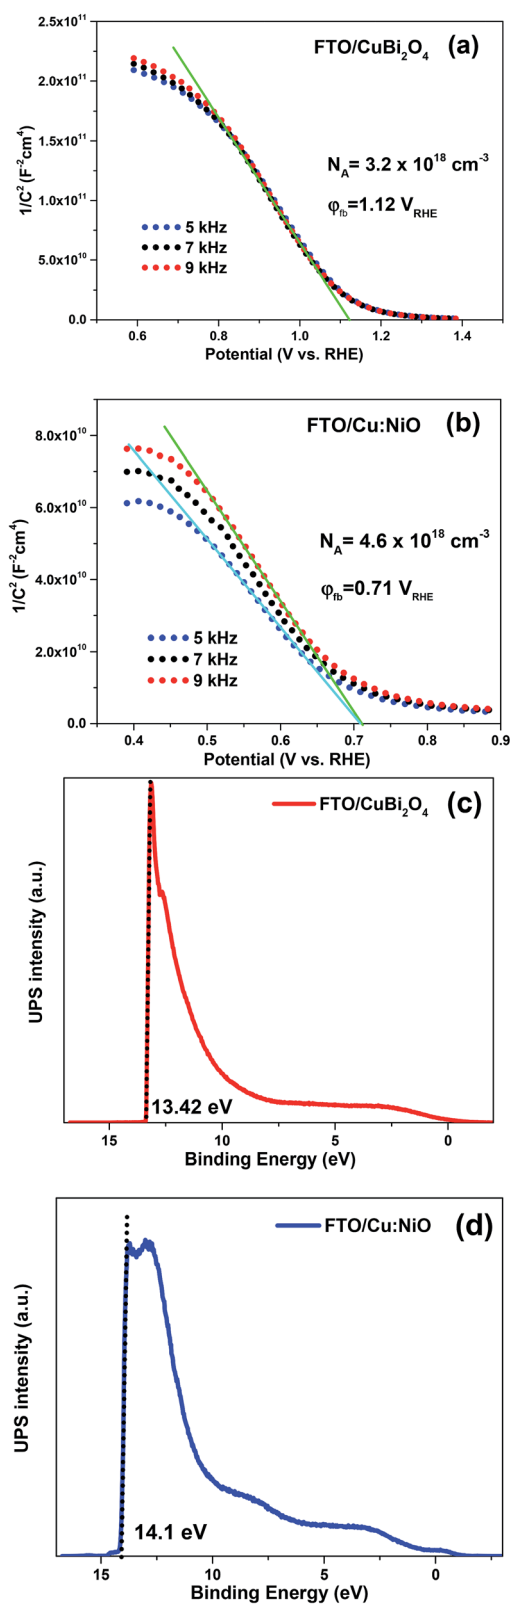 FTO/CuBi₂O₄ (a)
2.5x10¹¹
2.0x10¹¹
1.5x10¹¹
1.0x10¹¹
5.0x10¹⁰
0.0
1/C² (F⁻²cm⁴)
N_A= 3.2 x 10¹⁸ cm⁻³
φ_fb=1.12 V_RHE
5 kHz
7 kHz
9 kHz
0.6 0.8 1.0 1.2 1.4
Potential (V vs. RHE)
FTO/Cu:NiO (b)
8.0x10¹⁰
6.0x10¹⁰
4.0x10¹⁰
2.0x10¹⁰
0.0
1/C² (F⁻²cm⁴)
N_A= 4.6 x 10¹⁸ cm⁻³
φ_fb=0.71 V_RHE
5 kHz
7 kHz
9 kHz
0.4 0.5 0.6 0.7 0.8 0.9
Potential (V vs. RHE)
FTO/CuBi₂O₄ (c)
UPS intensity (a.u.)
13.42 eV
15 10 5 0
Binding Energy (eV)
FTO/Cu:NiO (d)
UPS intensity (a.u.)
14.1 eV
15 10 5 0
Binding Energy (eV)